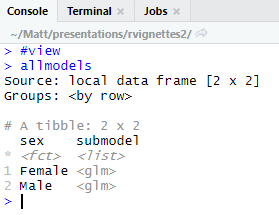 Console Terminal × Jobs ×
~/Matt/presentations/rvignettes2/
> #view
> allmodels
Source: local data frame [2 x 2]
Groups: <by row>
# A tibble: 2 x 2
sex submodel
* <fct> <list>
1 Female <glm>
2 Male <glm>
>